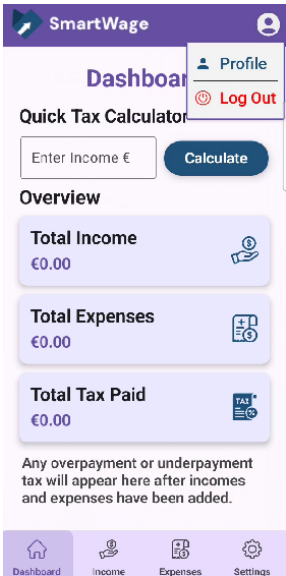 SmartWage
Profile
Log Out
Dashboar
Quick Tax Calculator
Enter Income €
Calculate
Overview
Total Income
€0.00
Total Expenses
€0.00
Total Tax Paid
€0.00
TAX
Any overpayment or underpayment
tax will appear here after incomes
and expenses have been added.
Dashboard
Income
Expenses
Settings